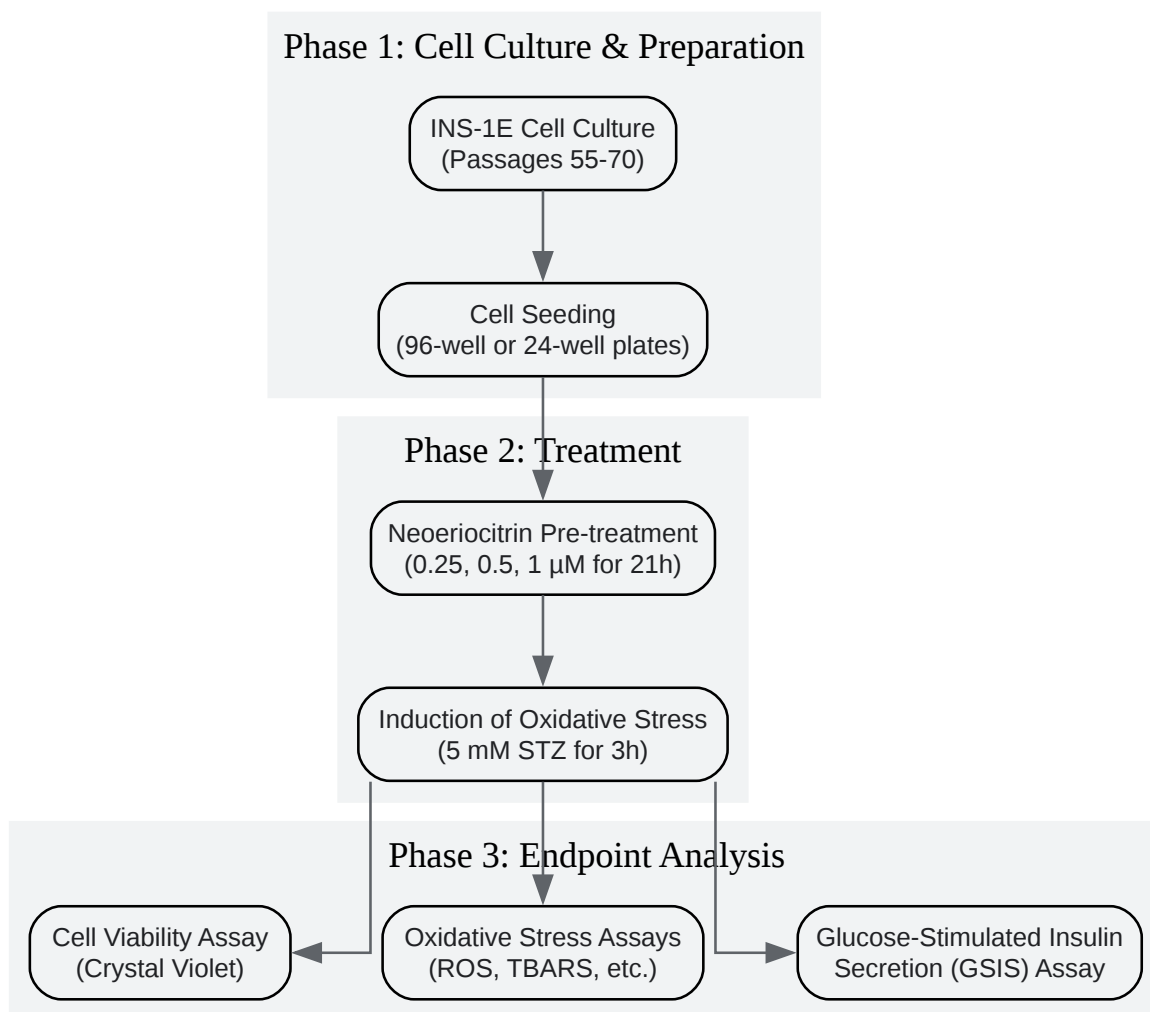 Phase 1: Cell Culture & Preparation
INS-1E Cell Culture
(Passages 55-70)
Cell Seeding
(96-well or 24-well plates)
Phase 2: Treatment
Neoeriocitrin Pre-treatment
(0.25, 0.5, 1 µM for 21h)
Induction of Oxidative Stress
(5 mM STZ for 3h)
Phase 3: Endpoint Analysis
Cell Viability Assay
(Crystal Violet)
Oxidative Stress Assays
(ROS, TBARS, etc.)
Glucose-Stimulated Insulin
Secretion (GSIS) Assay